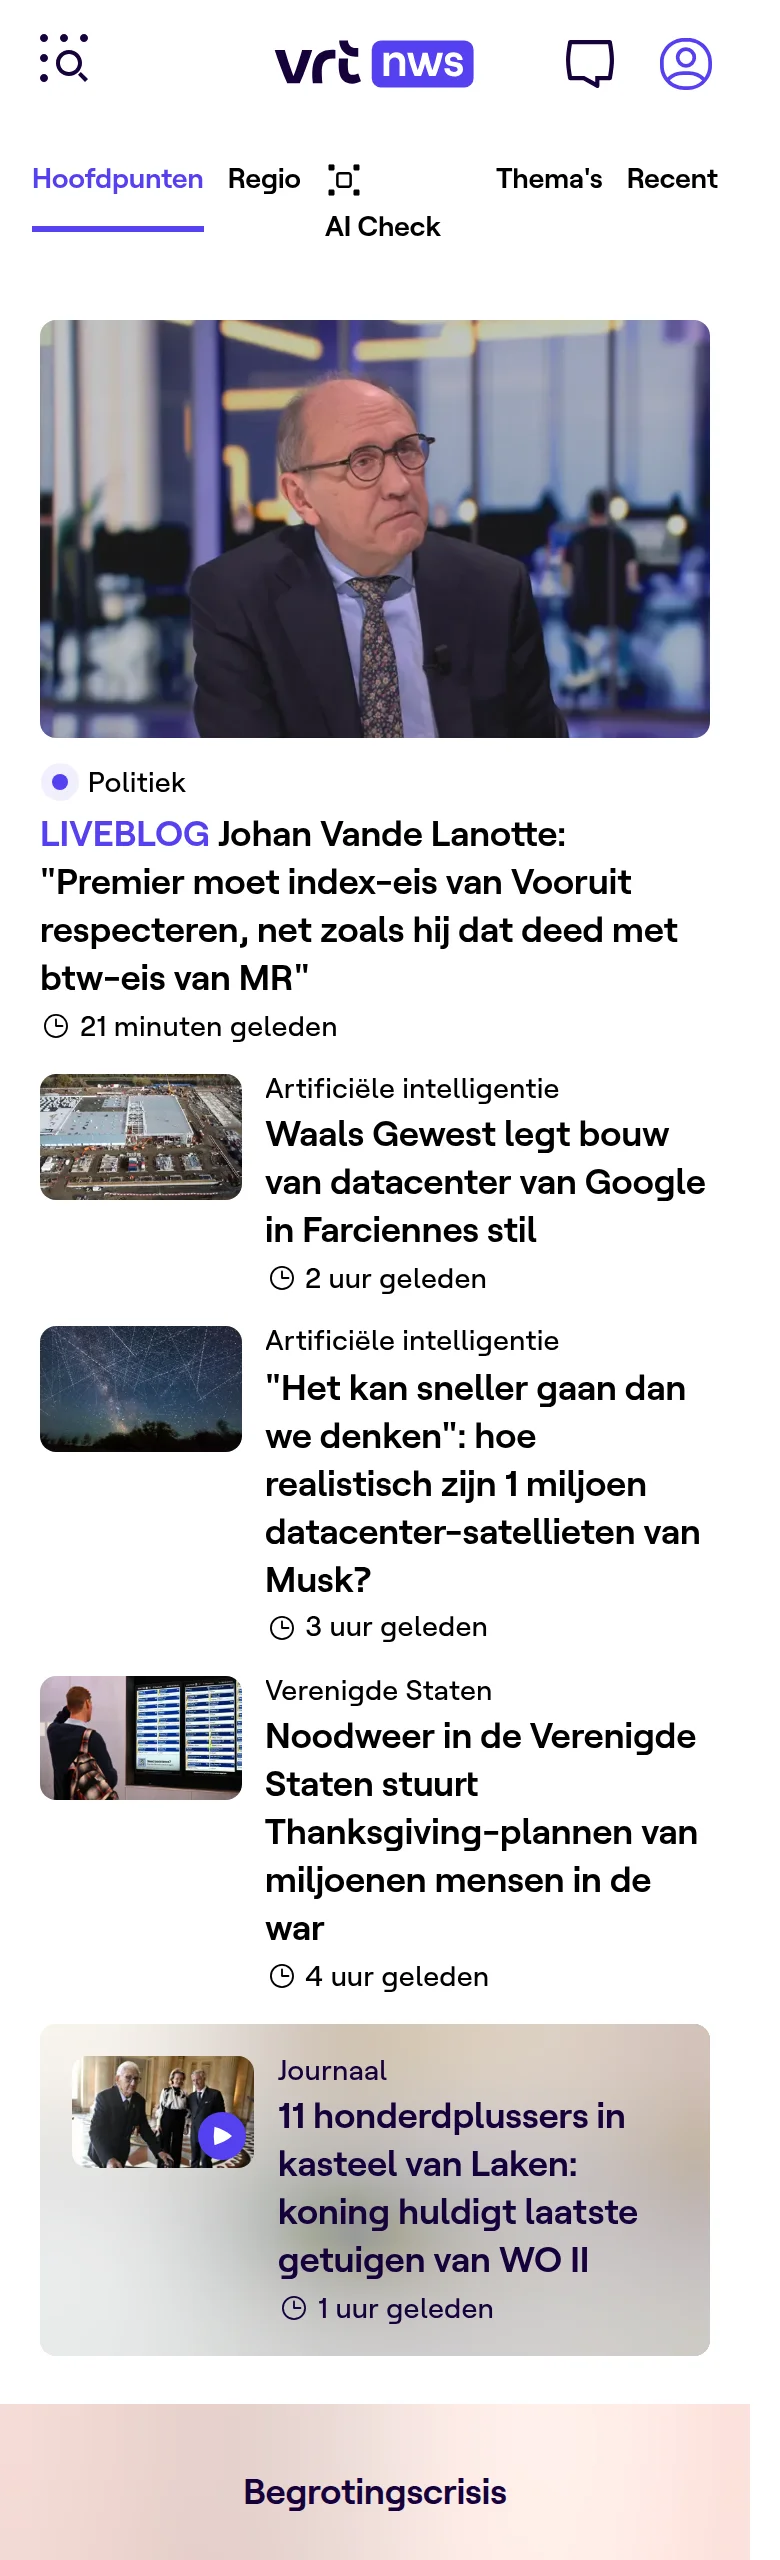 vrt nws
Hoofdpunten Regio AI Check Thema's Recent
Politiek
LIVEBLOG Johan Vande Lanotte:
"Premier moet index-eis van Vooruit
respecteren, net zoals hij dat deed met
btw-eis van MR"
21 minuten geleden
Artificiële intelligentie
Waals Gewest legt bouw
van datacenter van Google
in Farciennes stil
2 uur geleden
Artificiële intelligentie
"Het kan sneller gaan dan
we denken": hoe
realistisch zijn 1 miljoen
datacenter-satellieten van
Musk?
3 uur geleden
Verenigde Staten
Noodweer in de Verenigde
Staten stuurt
Thanksgiving-plannen van
miljoenen mensen in de
war
4 uur geleden
Journaal
11 honderdplussers in
kasteel van Laken:
koning huldigt laatste
getuigen van WO II
1 uur geleden
Begrotingscrisis